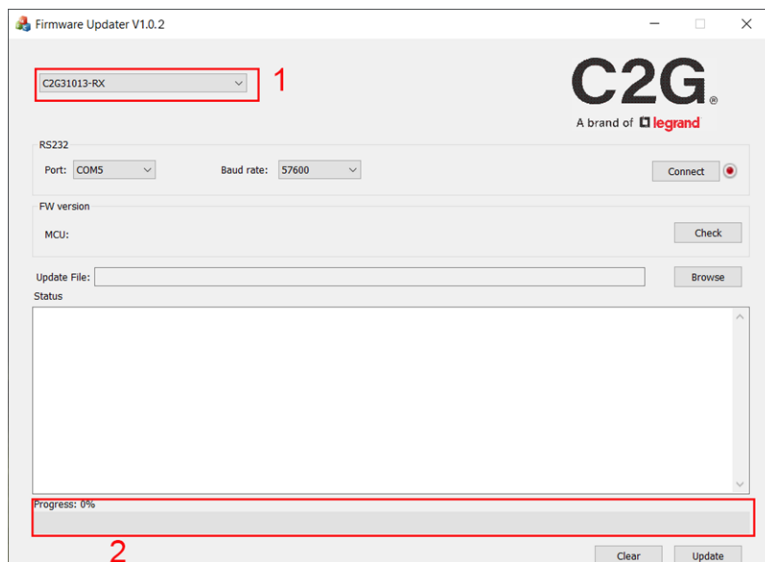 Firmware Updater V1.0.2
C2G31013-RX
1
C2G®
A brand of legrand
RS232
Port: COM5 Baud rate: 57600 Connect
FW version
MCU: Check
Update File: Browse
Status
Progress: 0%
2
Clear Update